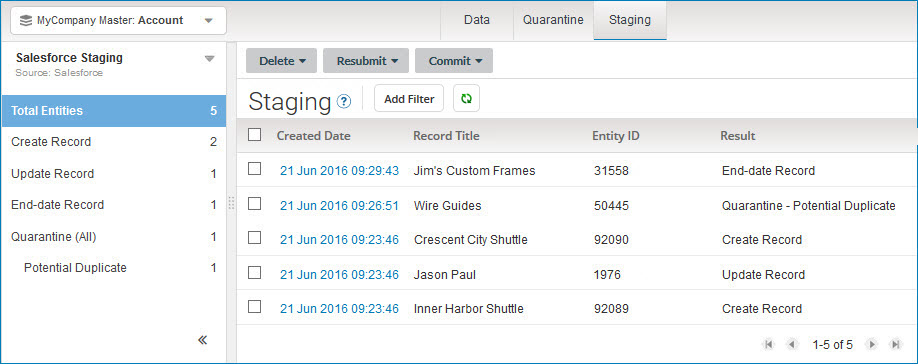 MyCompany Master: Account
Data Quarantine Staging
Salesforce Staging
Source: Salesforce
Total Entities 5
Create Record 2
Update Record 1
End-date Record 1
Quarantine (All) 1
Potential Duplicate 1
Delete Resubmit Commit
Staging ? Add Filter
Created Date Record Title Entity ID Result
21 Jun 2016 09:29:43 Jim's Custom Frames 31558 End-date Record
21 Jun 2016 09:26:51 Wire Guides 50445 Quarantine - Potential Duplicate
21 Jun 2016 09:23:46 Crescent City Shuttle 92090 Create Record
21 Jun 2016 09:23:46 Jason Paul 1976 Update Record
21 Jun 2016 09:23:46 Inner Harbor Shuttle 92089 Create Record
1-5 of 5